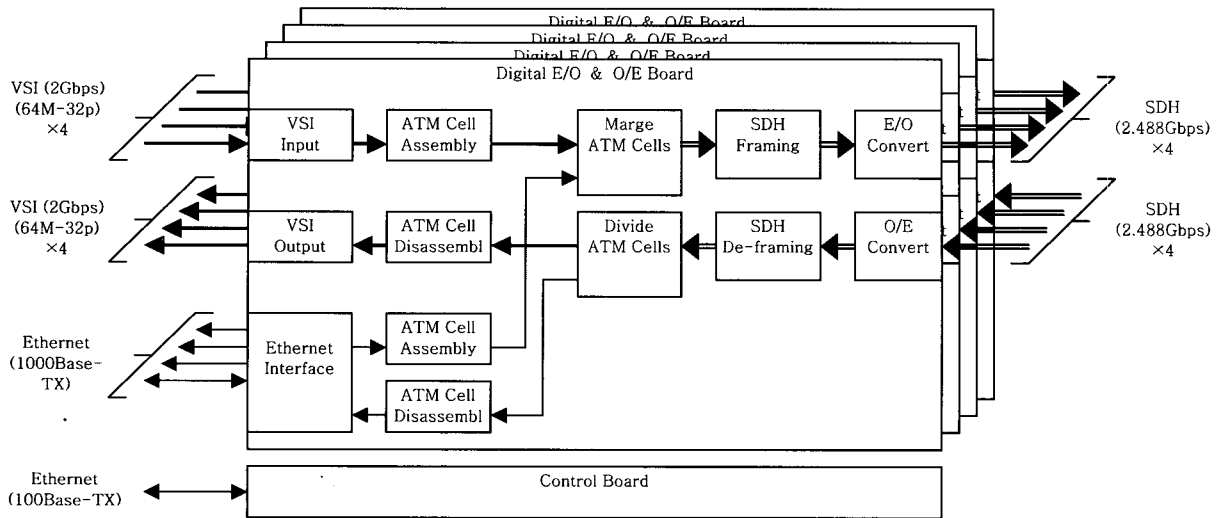 Digital E/O & O/E Board
Digital E/O & O/E Board
Digital E/O & O/E Board
Digital E/O & O/E Board
VSI (2Gbps)
(64M-32p)
×4
VSI
Input
ATM Cell
Assembly
Marge
ATM Cells
SDH
Framing
E/O
Convert
SDH
(2.488Gbps)
×4
VSI (2Gbps)
(64M-32p)
×4
VSI
Output
ATM Cell
Disassembl
Divide
ATM Cells
SDH
De-framing
O/E
Convert
SDH
(2.488Gbps)
×4
Ethernet
(1000Base-
TX)
Ethernet
Interface
ATM Cell
Assembly
ATM Cell
Disassembl
Ethernet
(100Base-TX)
Control Board